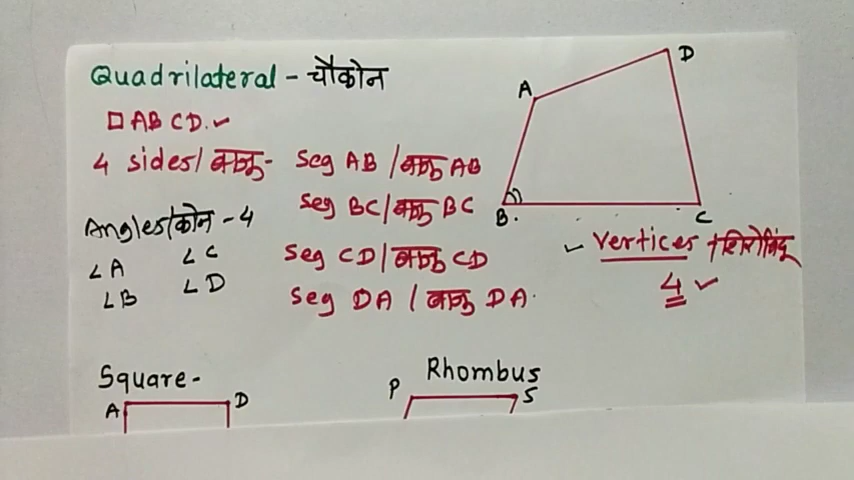 Quadrilateral - चौकोन
□ ABCD. ✓
4 sides/बाजू-
Seg AB / बाजू AB
Seg BC / बाजू BC
Seg CD / बाजू CD
Seg DA / बाजू DA.
Angles/कोन - 4
∠A ∠C
∠B ∠D
A D
B. C
✓ vertices / शिरोबिंदू
4 ✓
Square-
A D
Rhombus
P S